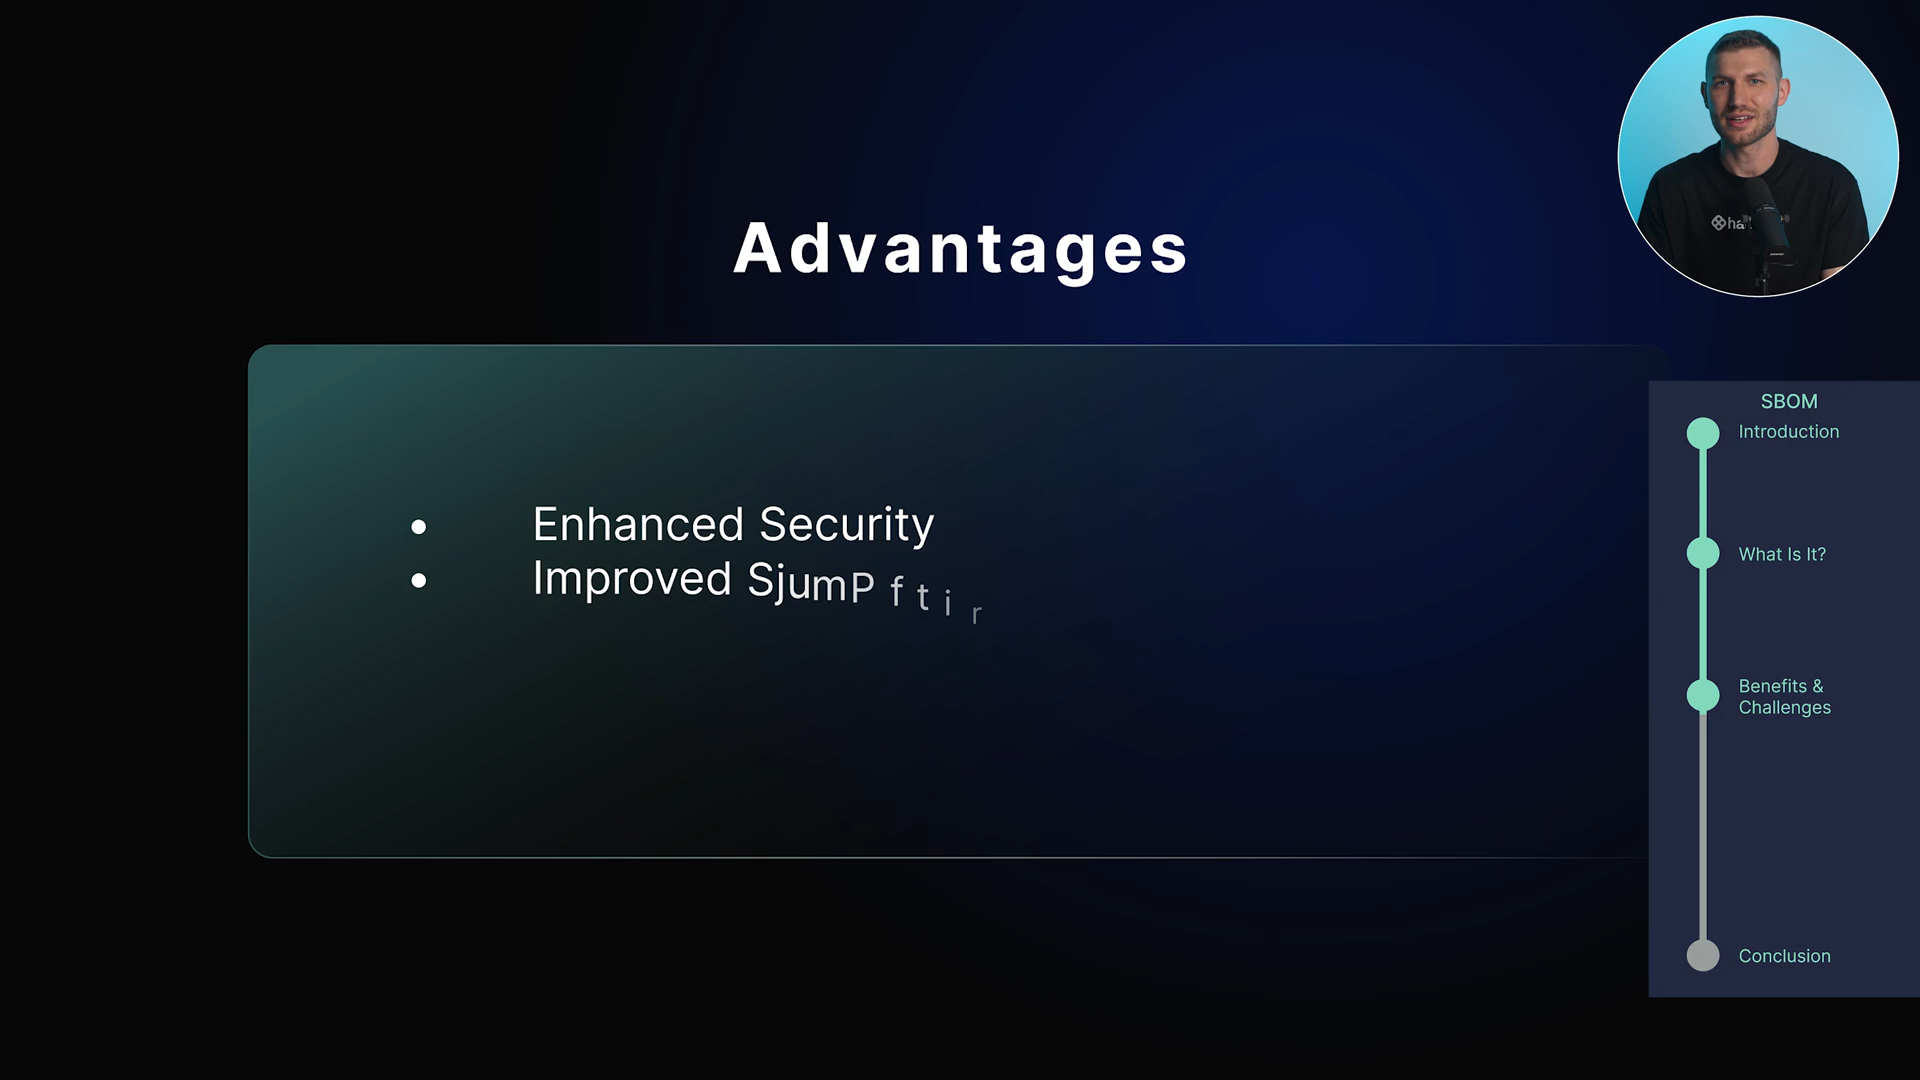 Advantages
Enhanced Security
Improved SjumP f t i r
SBOM
Introduction
What Is It?
Benefits &
Challenges
Conclusion